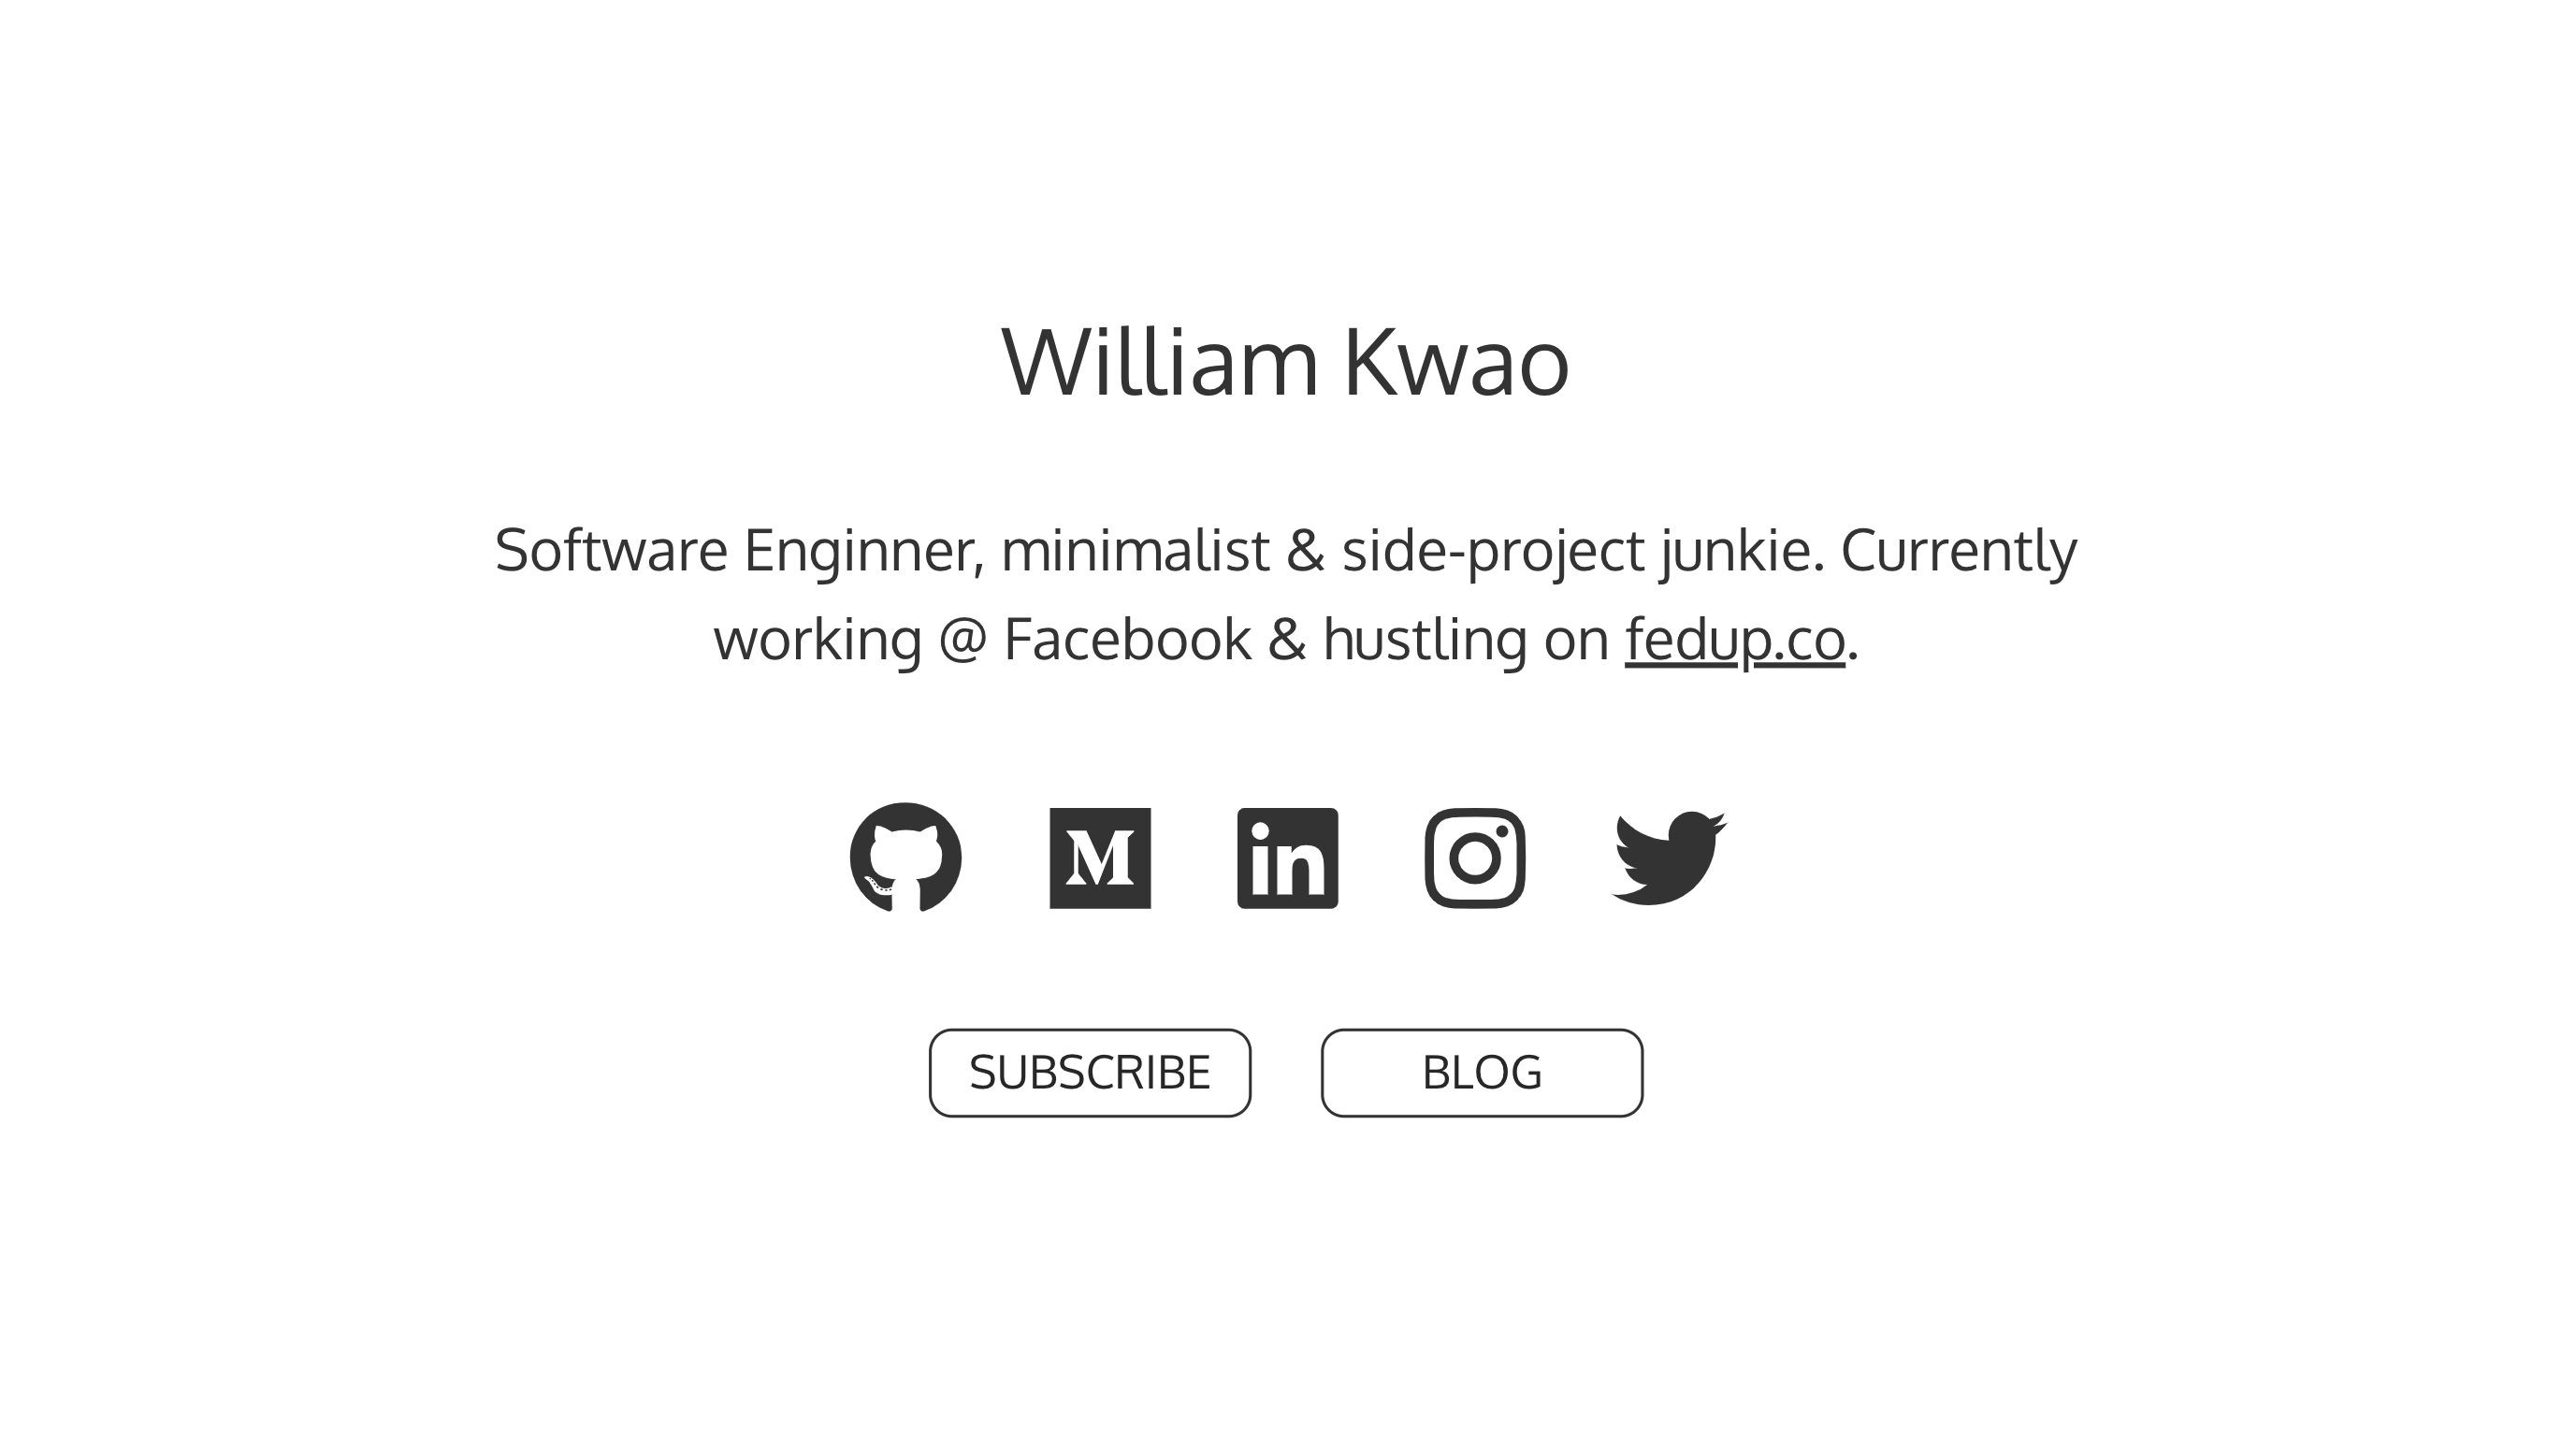 William Kwao
Software Enginner, minimalist & side-project junkie. Currently
working @ Facebook & hustling on fedup.co.
M in
SUBSCRIBE BLOG